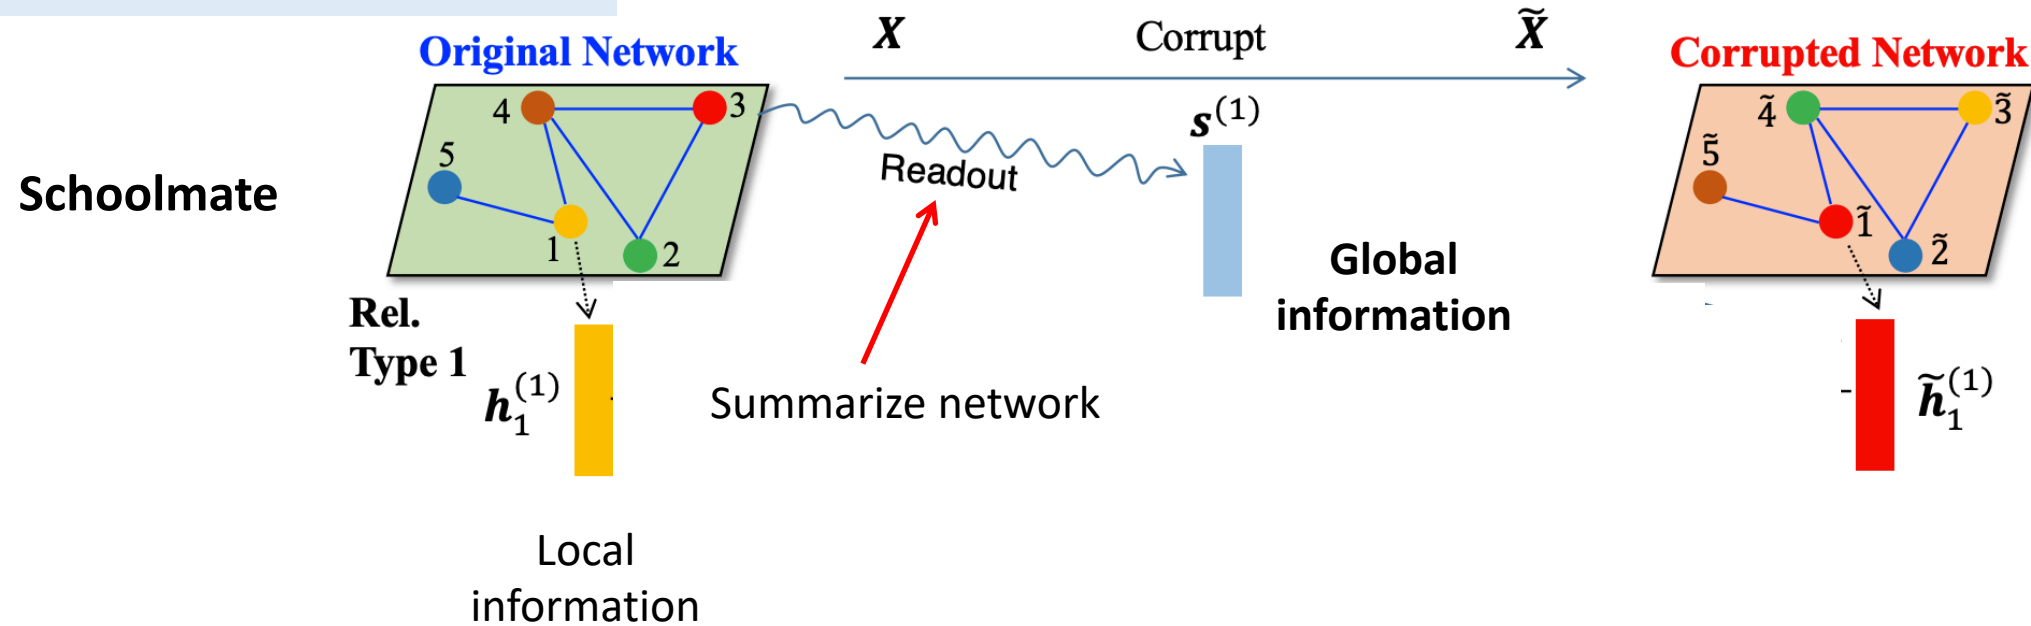 X
Corrupt
X̃
Original Network
Corrupted Network
4
3
5
1
2
s(1)
Readout
4̃
3̃
5̃
1̃
2̃
Schoolmate
Global
information
Rel.
Type 1
h₁(1)
Summarize network
h̃₁(1)
Local
information